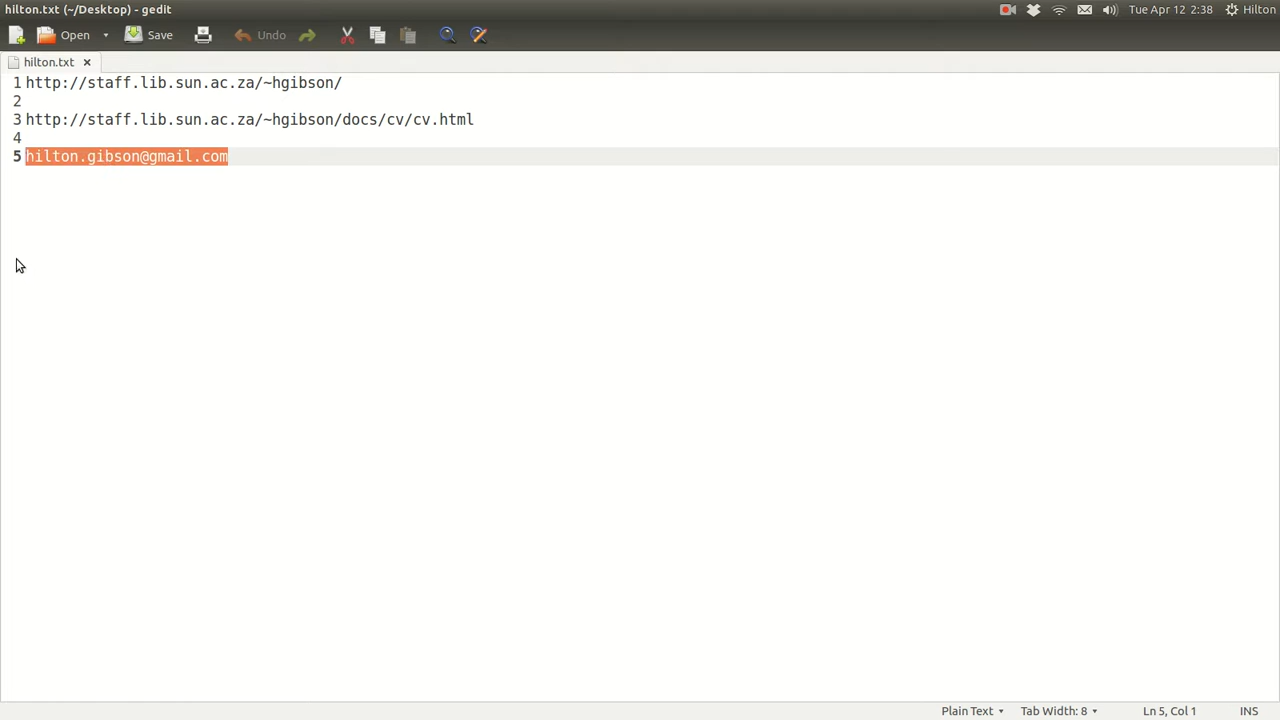 hilton.txt (~/Desktop) - gedit
Tue Apr 12 2:38 Hilton
Open Save Undo
hilton.txt
1 http://staff.lib.sun.ac.za/~hgibson/
2
3 http://staff.lib.sun.ac.za/~hgibson/docs/cv/cv.html
4
5 hilton.gibson@gmail.com
Plain Text Tab Width: 8 Ln 5, Col 1 INS